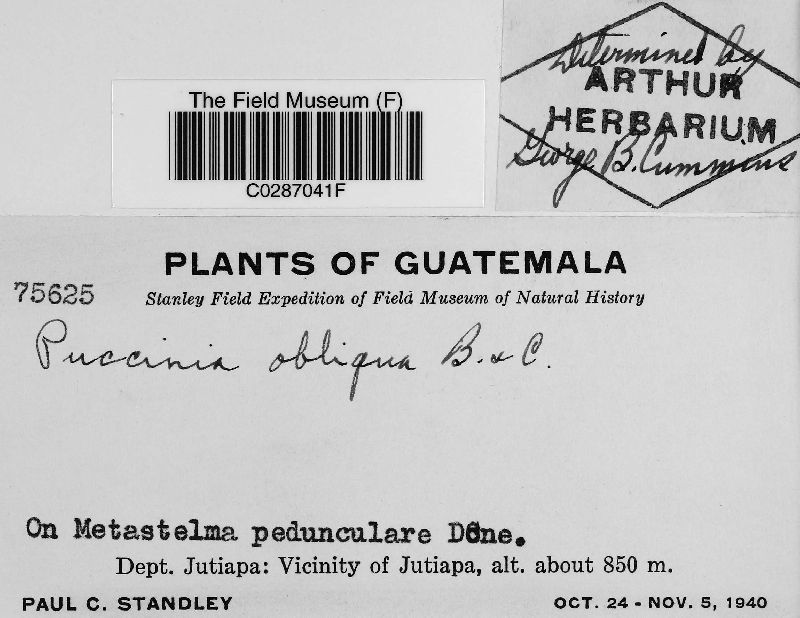 Determined by
ARTHUR
HERBARIUM
George B. Cummins
The Field Museum (F)
C0287041F
PLANTS OF GUATEMALA
75625
Stanley Field Expedition of Field Museum of Natural History
Puccinia obliqua B. & C.
On Metastelma pedunculare Dcne.
Dept. Jutiapa: Vicinity of Jutiapa, alt. about 850 m.
PAUL C. STANDLEY
OCT. 24 - NOV. 5, 1940